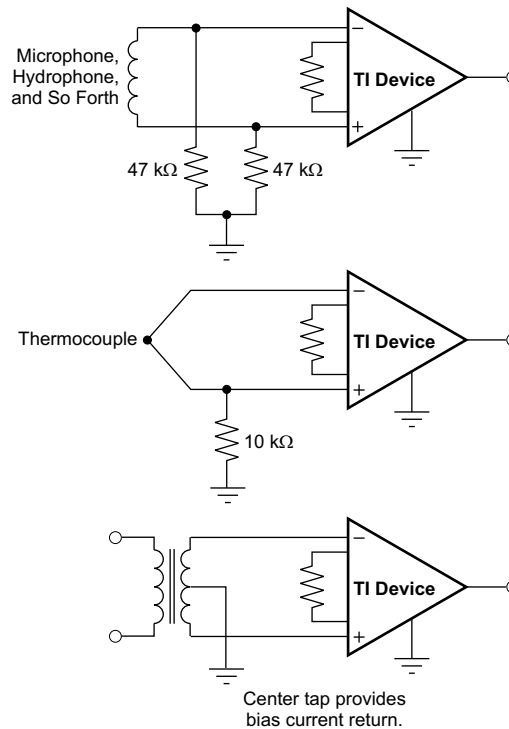 Microphone,
Hydrophone,
and So Forth
−
TI Device
+
47 kΩ
47 kΩ
Thermocouple
−
TI Device
+
10 kΩ
−
TI Device
+
Center tap provides
bias current return.